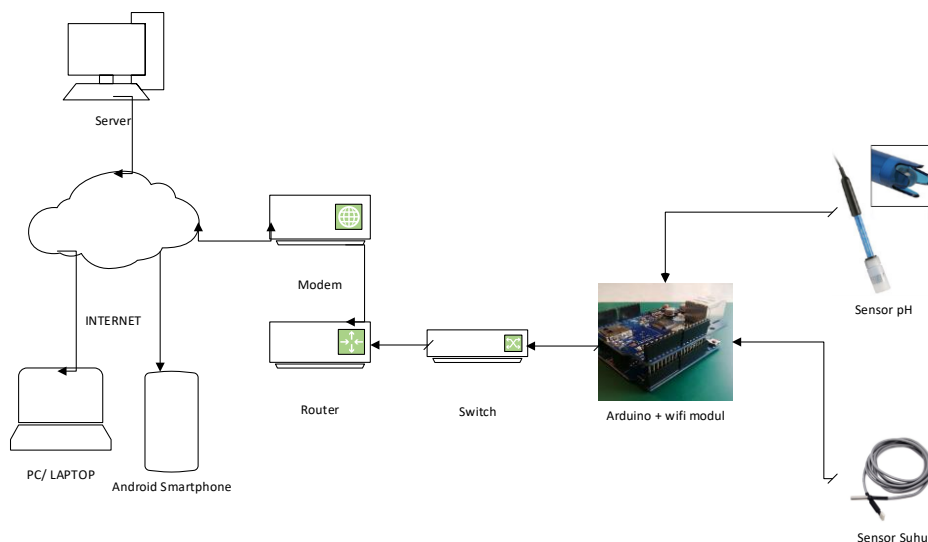 Server
Modem
INTERNET
Sensor pH
Router
Switch
Arduino + wifi modul
PC/ LAPTOP
Android Smartphone
Sensor Suhu